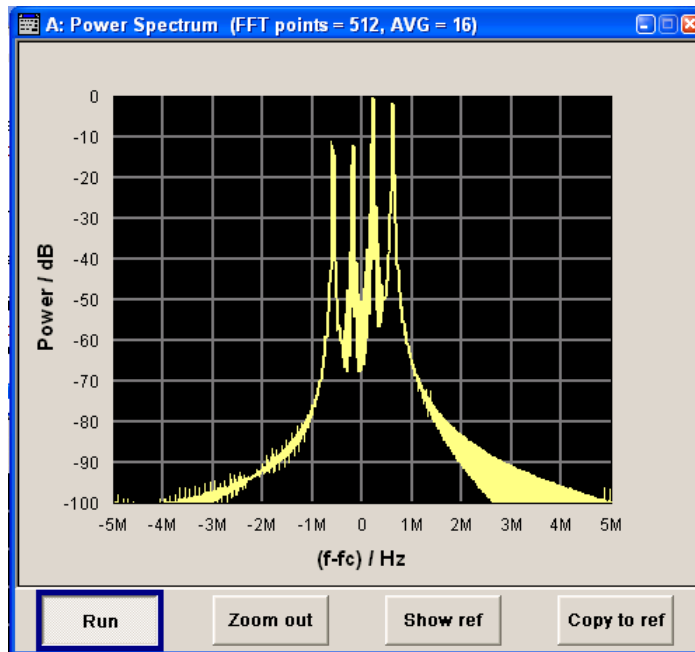 A: Power Spectrum (FFT points = 512, AVG = 16)
0
-10
-20
-30
-40
-50
-60
-70
-80
-90
-100
Power / dB
-5M -4M -3M -2M -1M 0 1M 2M 3M 4M 5M
(f-fc) / Hz
Run Zoom out Show ref Copy to ref